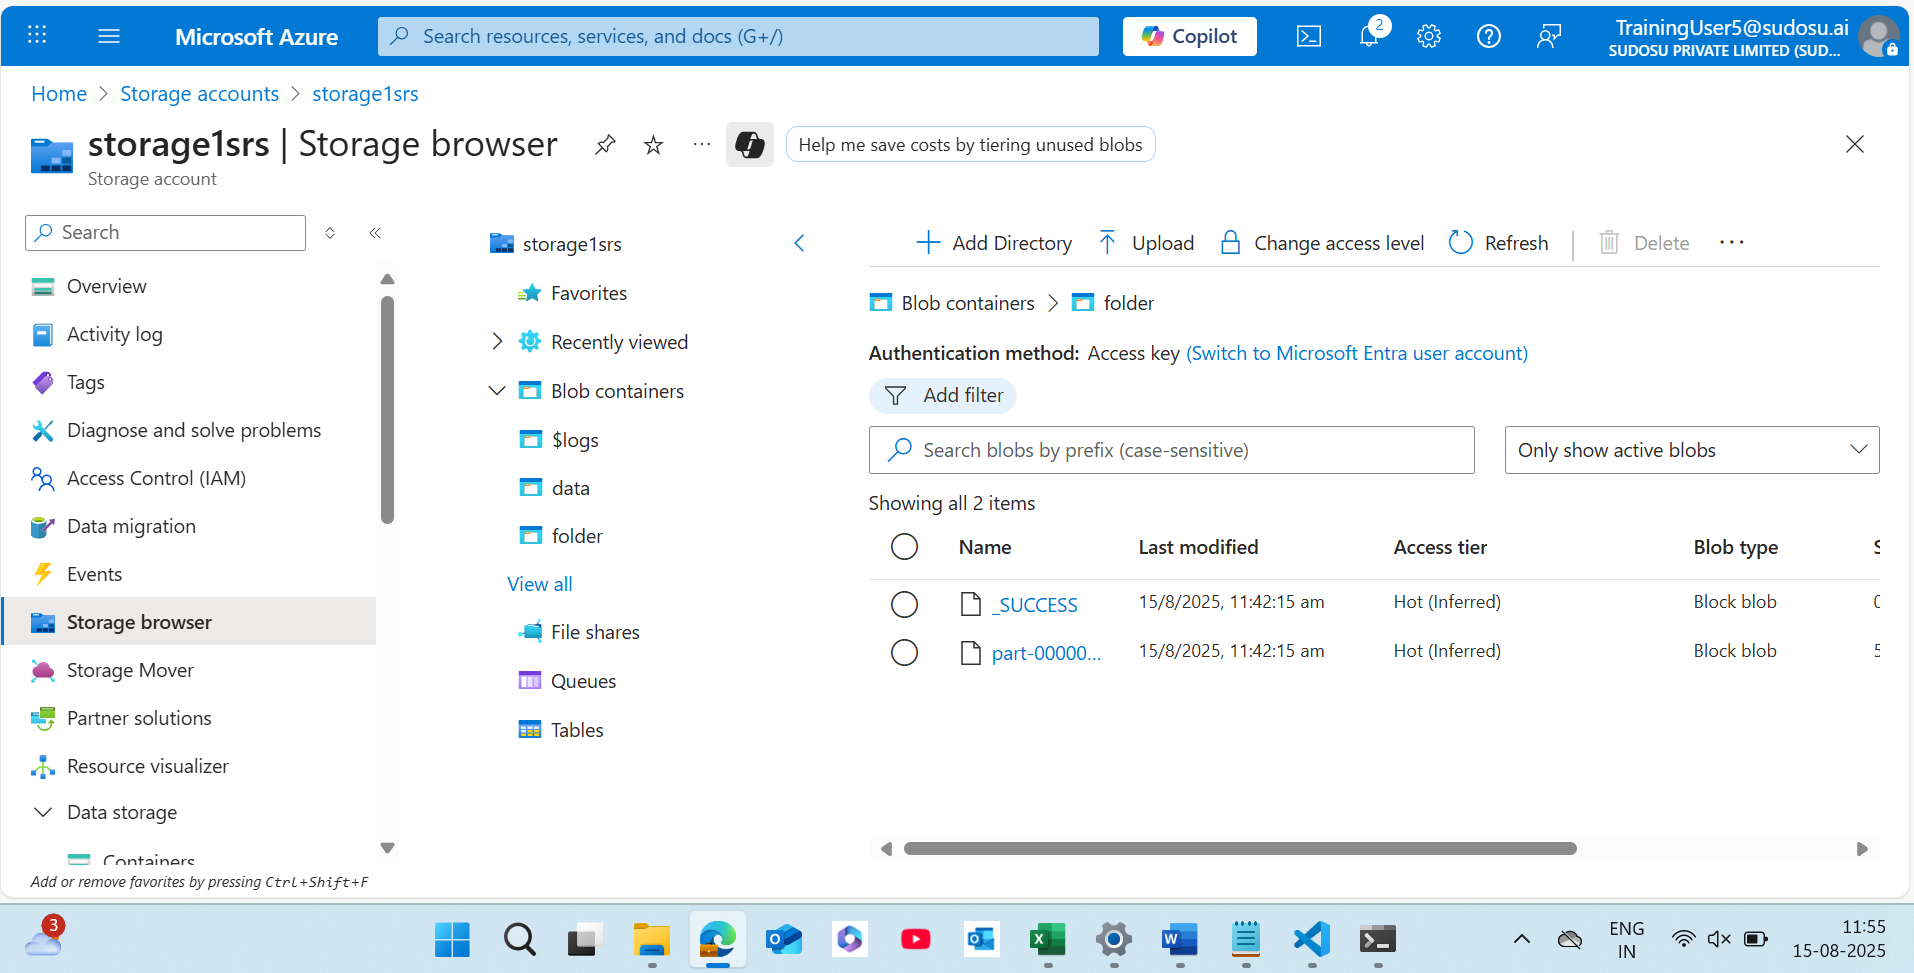 Microsoft Azure
Search resources, services, and docs (G+/)
Copilot
2
TrainingUser5@sudosu.ai
SUDOSU PRIVATE LIMITED (SUD...
Home > Storage accounts > storage1srs
storage1srs | Storage browser
Storage account
Help me save costs by tiering unused blobs
Search
Overview
Activity log
Tags
Diagnose and solve problems
Access Control (IAM)
Data migration
Events
Storage browser
Storage Mover
Partner solutions
Resource visualizer
Data storage
Containers
Add or remove favorites by pressing Ctrl+Shift+F
storage1srs
Favorites
Recently viewed
Blob containers
$logs
data
folder
View all
File shares
Queues
Tables
Add Directory Upload Change access level Refresh Delete
Blob containers > folder
Authentication method: Access key (Switch to Microsoft Entra user account)
Add filter
Search blobs by prefix (case-sensitive)
Only show active blobs
Showing all 2 items
Name Last modified Access tier Blob type
_SUCCESS 15/8/2025, 11:42:15 am Hot (Inferred) Block blob
part-00000... 15/8/2025, 11:42:15 am Hot (Inferred) Block blob
3
ENG
IN
11:55
15-08-2025